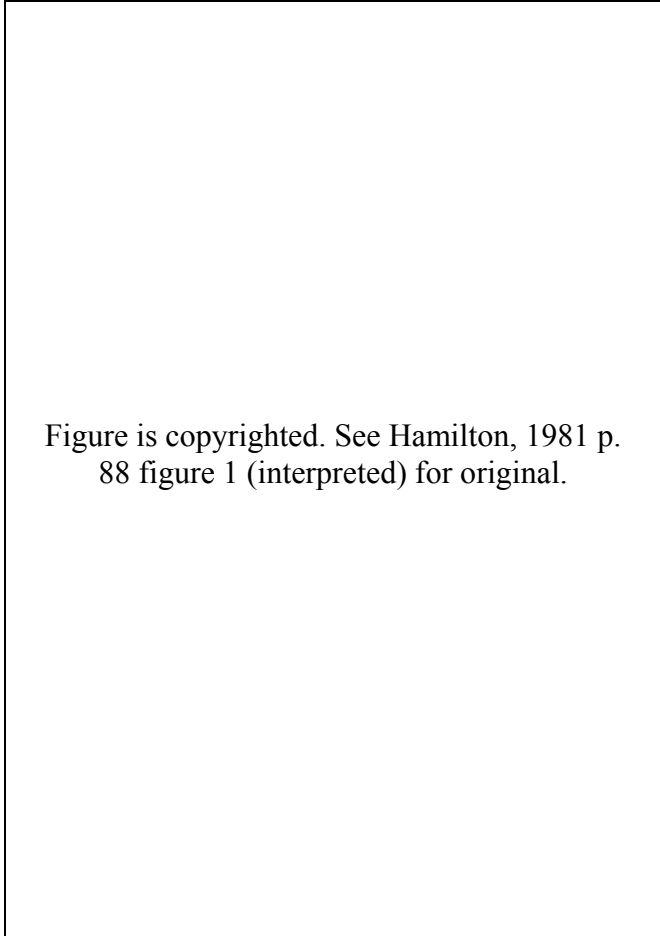 Figure is copyrighted. See Hamilton, 1981 p.
88 figure 1 (interpreted) for original.